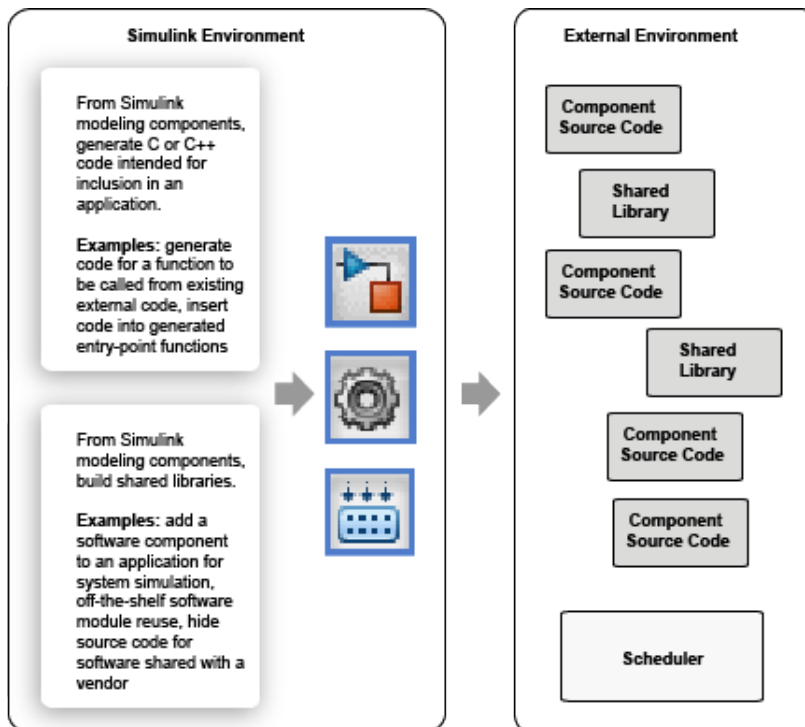 Simulink Environment
From Simulink
modeling components,
generate C or C++
code intended for
inclusion in an
application.
Examples: generate
code for a function to
be called from existing
external code, insert
code into generated
entry-point functions
From Simulink
modeling components,
build shared libraries.
Examples: add a
software component
to an application for
system simulation,
off-the-shelf software
module reuse, hide
source code for
software shared with a
vendor
External Environment
Component
Source Code
Shared
Library
Component
Source Code
Shared
Library
Component
Source Code
Component
Source Code
Scheduler